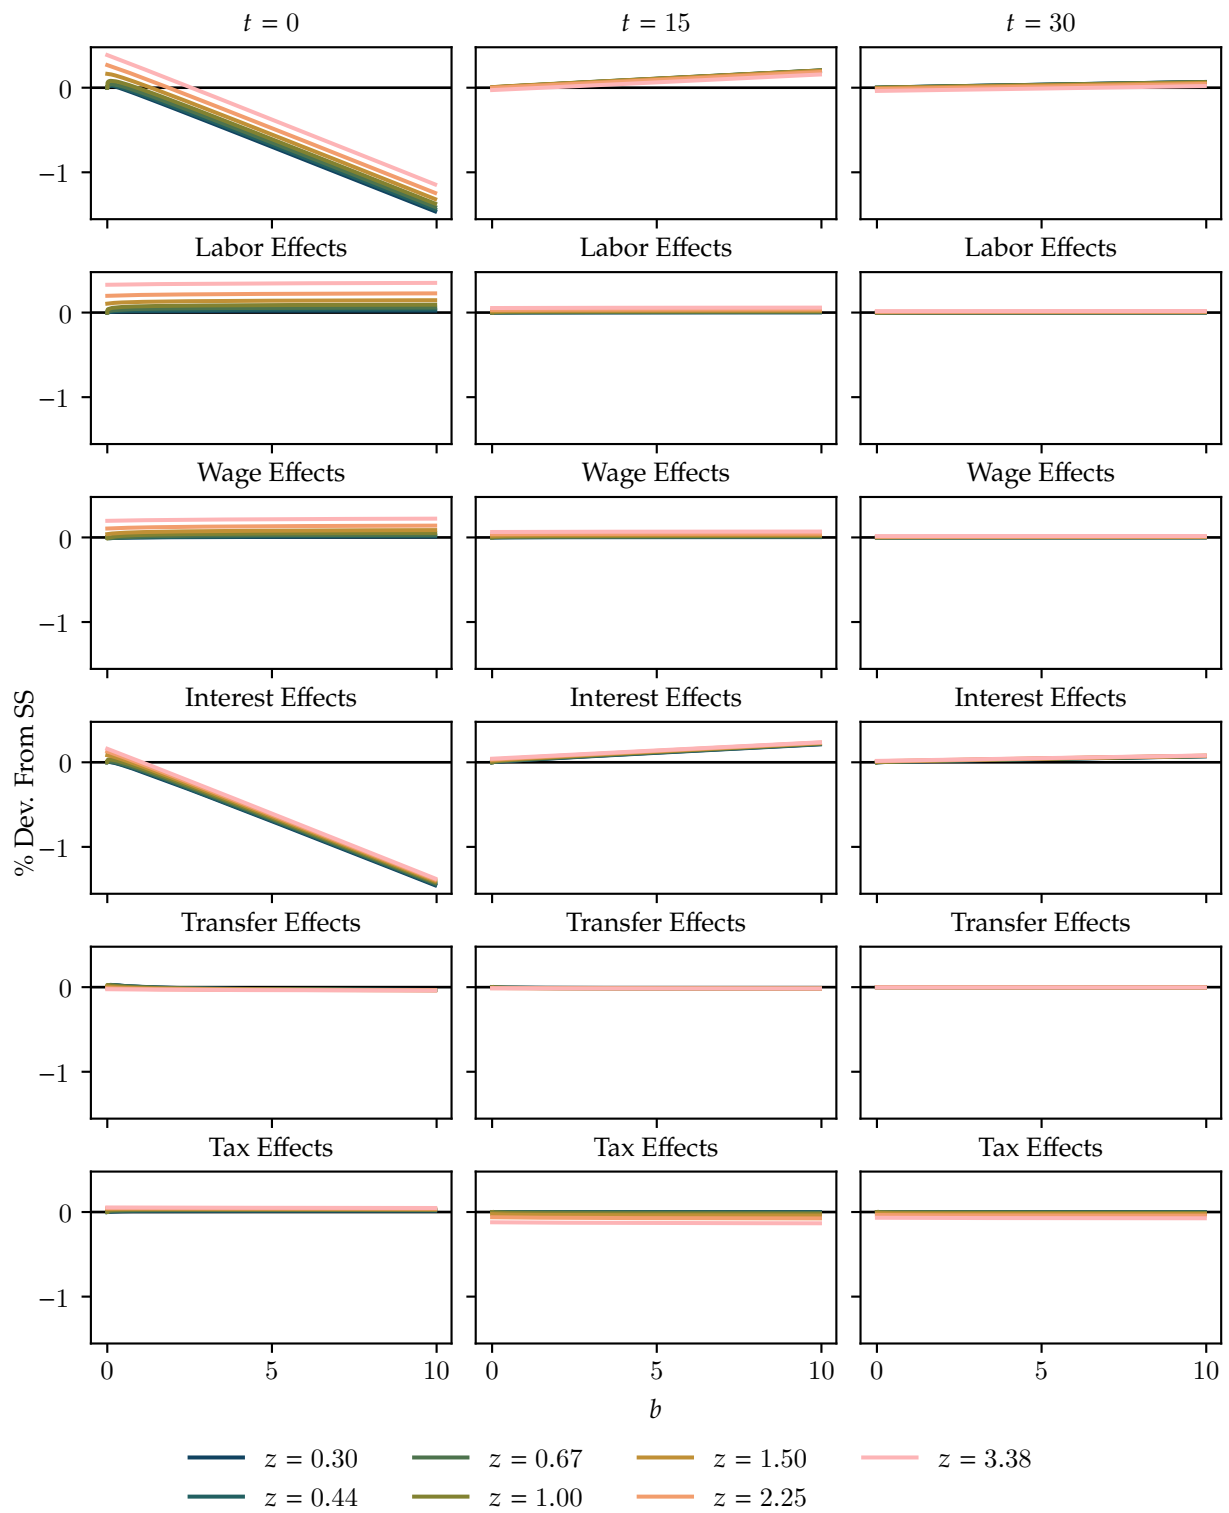 t = 0 t = 15 t = 30
0
−1
Labor Effects Labor Effects Labor Effects
0
−1
Wage Effects Wage Effects Wage Effects
0
−1
Interest Effects Interest Effects Interest Effects
0
−1
% Dev. From SS
Transfer Effects Transfer Effects Transfer Effects
0
−1
Tax Effects Tax Effects Tax Effects
0
−1
0 5 10 0 5 10 0 5 10
b
z = 0.30 z = 0.67 z = 1.50 z = 3.38
z = 0.44 z = 1.00 z = 2.25